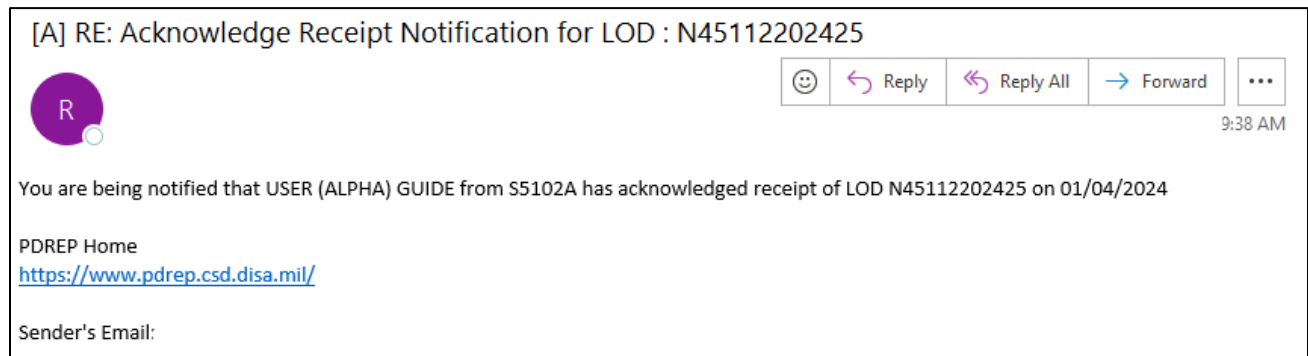 [A] RE: Acknowledge Receipt Notification for LOD : N45112202425
R
Reply
Reply All
Forward
9:38 AM
You are being notified that USER (ALPHA) GUIDE from S5102A has acknowledged receipt of LOD N45112202425 on 01/04/2024
PDREP Home
https://www.pdrep.csd.disa.mil/
Sender's Email: